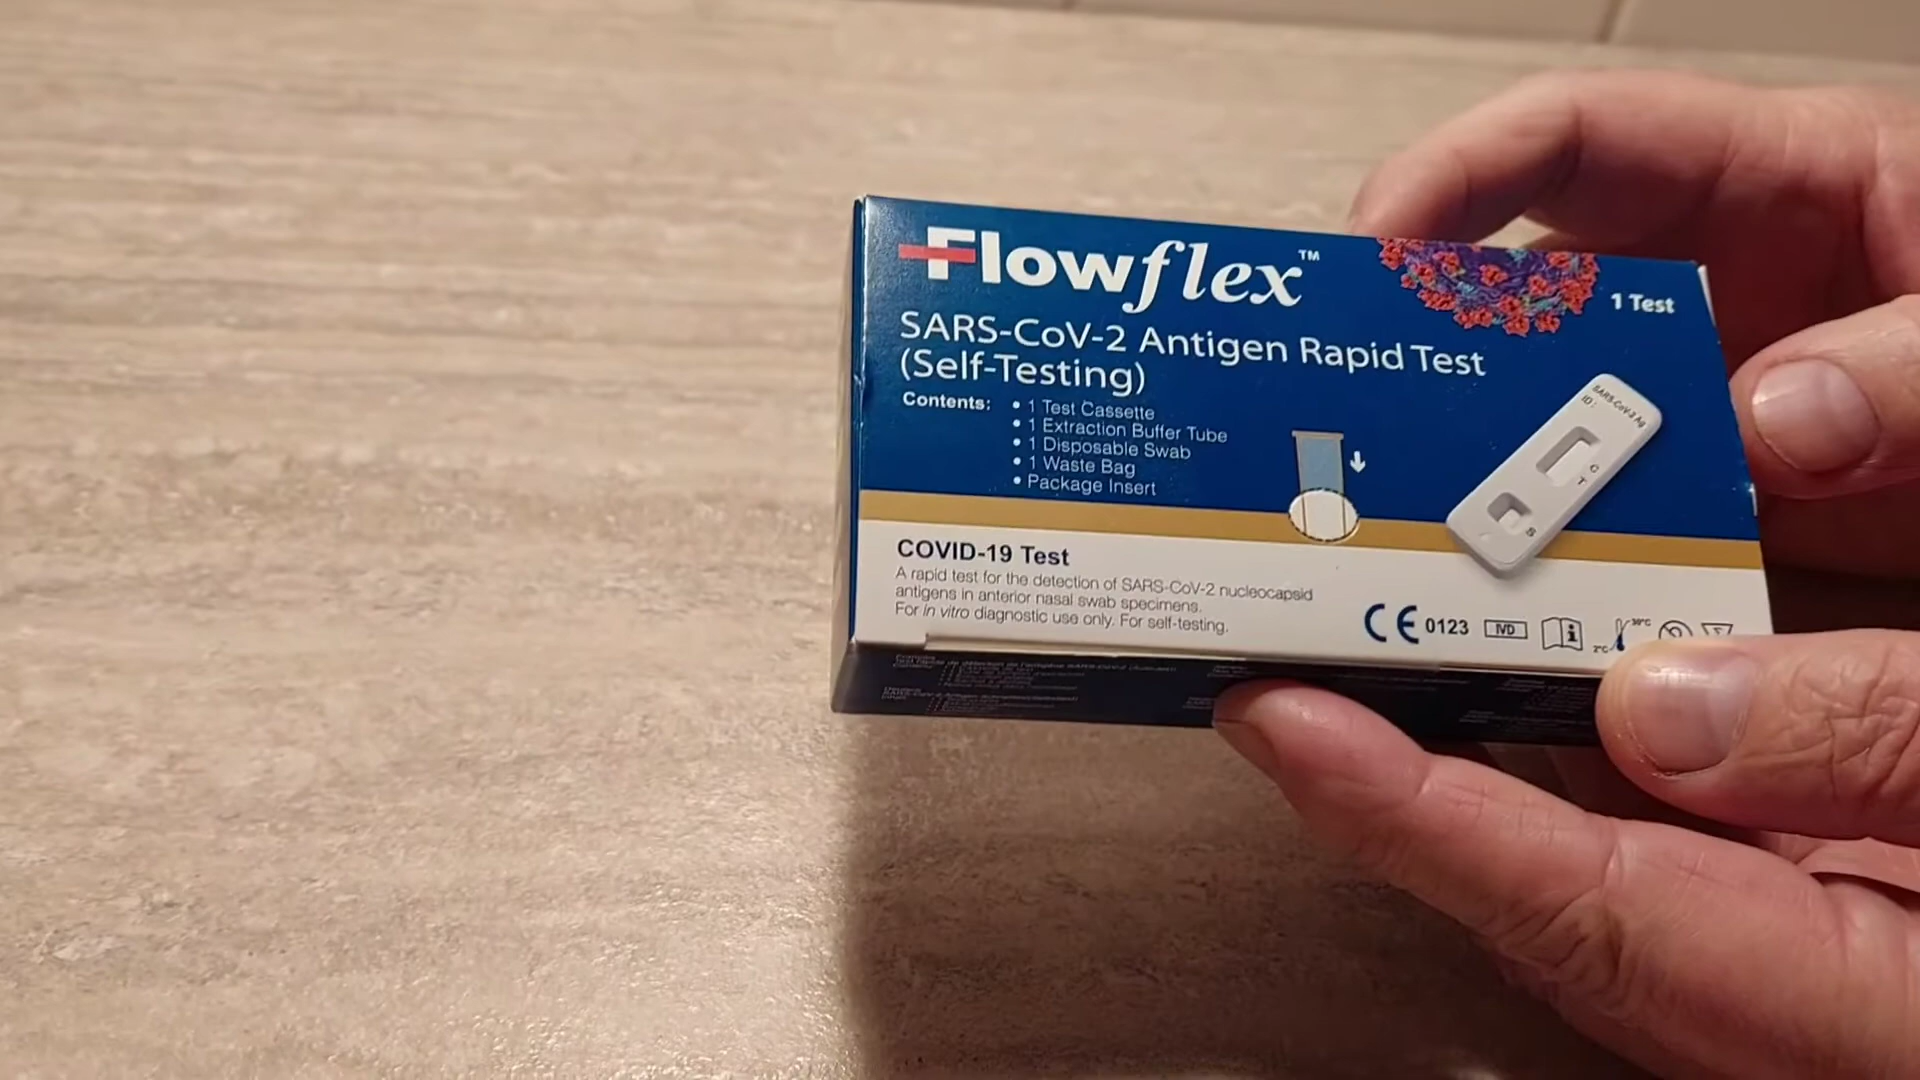 Flowflex™
1 Test
SARS-CoV-2 Antigen Rapid Test
(Self-Testing)
Contents:
• 1 Test Cassette
• 1 Extraction Buffer Tube
• 1 Disposable Swab
• 1 Waste Bag
• Package Insert
SARS-CoV-2 Ag
ID:
C
T
S
COVID-19 Test
A rapid test for the detection of SARS-CoV-2 nucleocapsid
antigens in anterior nasal swab specimens.
For in vitro diagnostic use only. For self-testing.
CE 0123
IVD
2°C
30°C